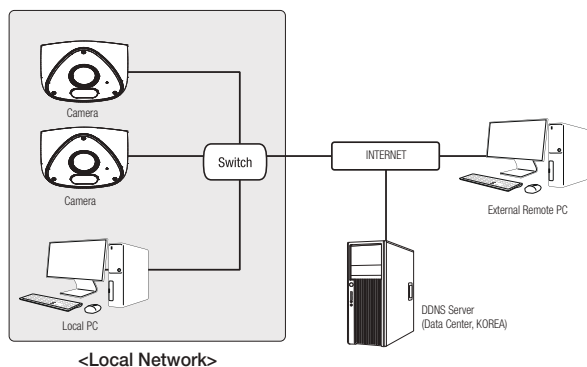 Camera
Camera
Switch
INTERNET
External Remote PC
Local PC
DDNS Server
(Data Center, KOREA)
<Local Network>